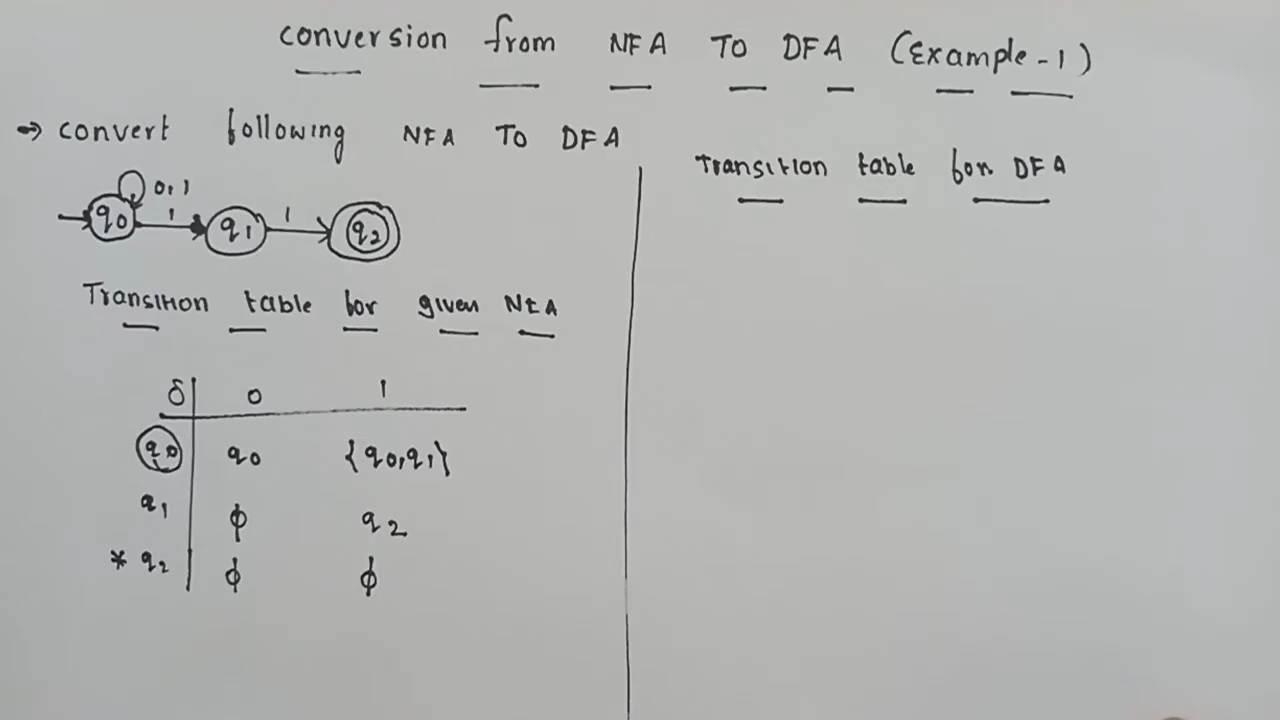 conversion from NFA TO DFA (Example-1)
→ convert following NFA TO DFA
0,1
q0 1 q1 1 q2
Transition table for given NFA
δ 0 1
q0 q0 {q0,q1}
q1 ϕ q2
* q2 ϕ ϕ
Transition table for DFA